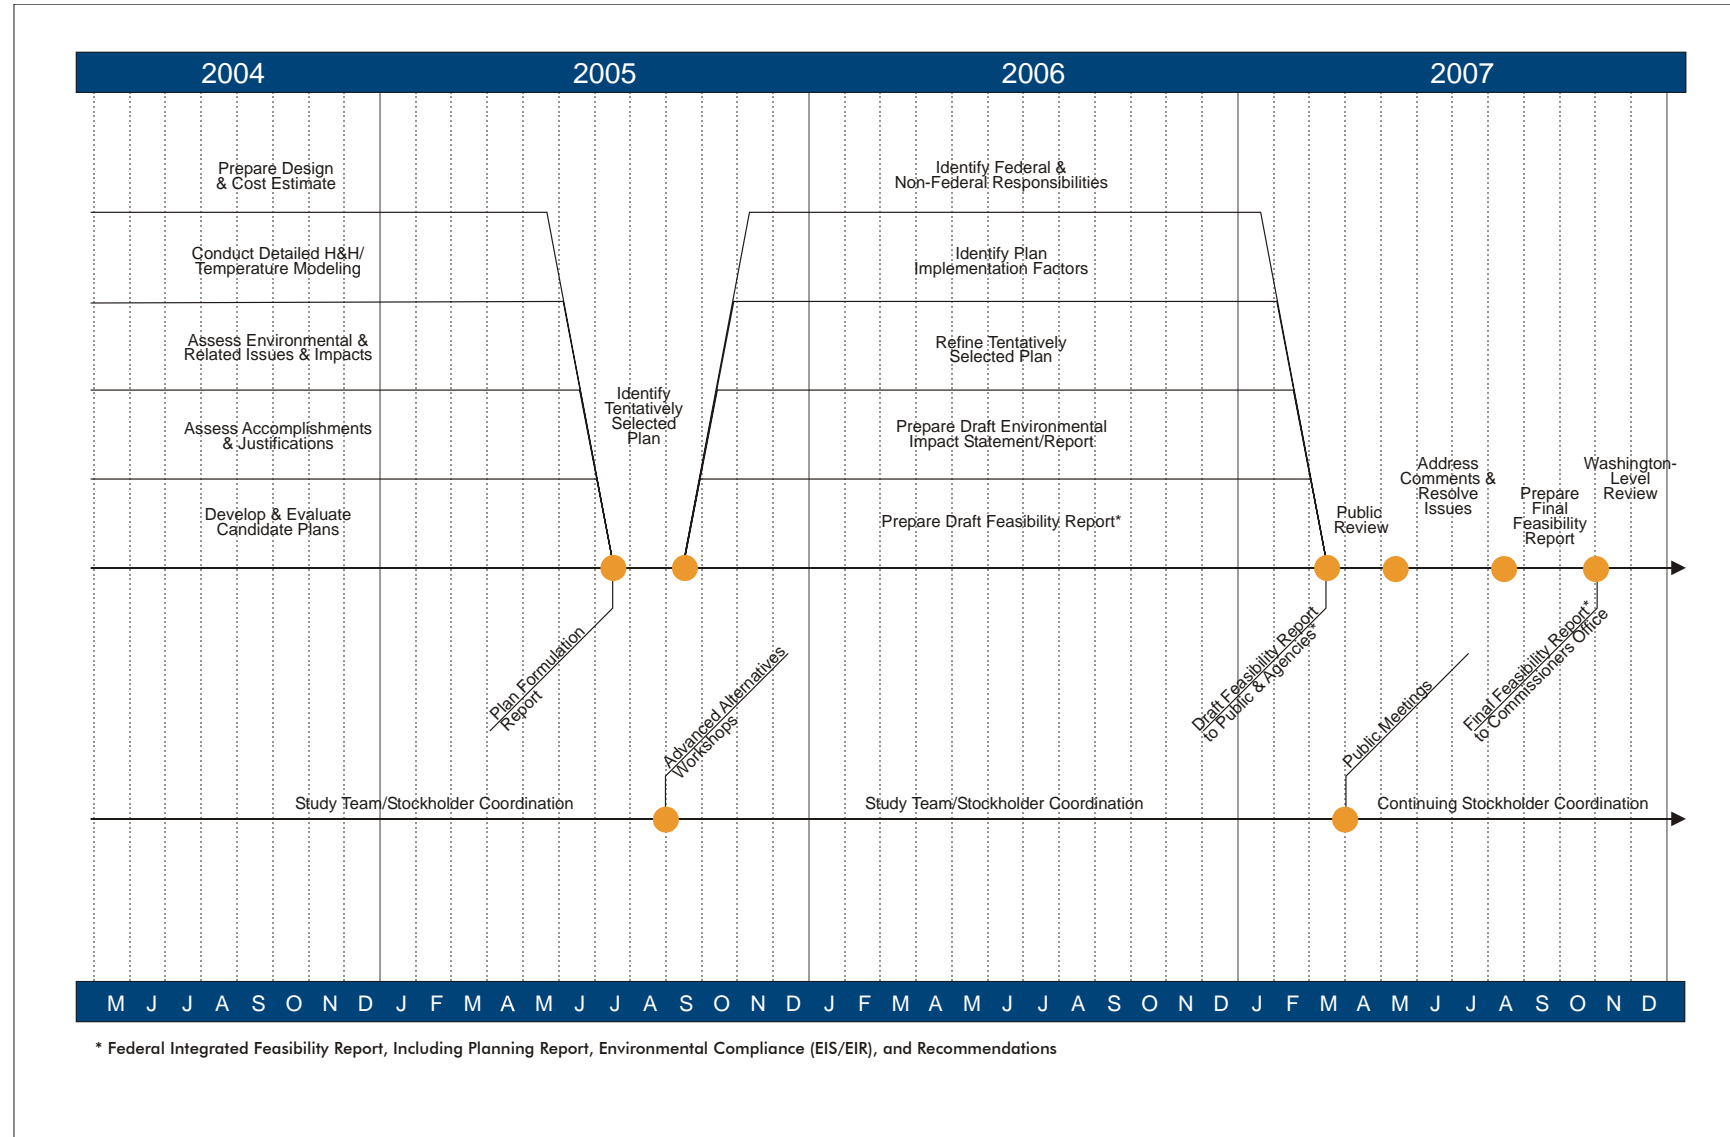 2004 2005 2006 2007
Prepare Design
& Cost Estimate
Conduct Detailed H&H/
Temperature Modeling
Assess Environmental &
Related Issues & Impacts
Assess Accomplishments
& Justifications
Develop & Evaluate
Candidate Plans
Identify
Tentatively
Selected
Plan
Identify Federal &
Non-Federal Responsibilities
Identify Plan
Implementation Factors
Refine Tentatively
Selected Plan
Prepare Draft Environmental
Impact Statement/Report
Prepare Draft Feasibility Report*
Public
Review
Address
Comments &
Resolve
Issues
Prepare
Final
Feasibility
Report
Washington-
Level
Review
Plan Formulation
Report
Advanced Alternatives
Workshops
Draft Feasibility Report
to Public & Agencies*
Public Meetings
Final Feasibility Report*
to Commissioners Office
Study Team/Stockholder Coordination
Study Team/Stockholder Coordination
Continuing Stockholder Coordination
M J J A S O N D J F M A M J J A S O N D J F M A M J J A S O N D J F M A M J J A S O N D
* Federal Integrated Feasibility Report, Including Planning Report, Environmental Compliance (EIS/EIR), and Recommendations